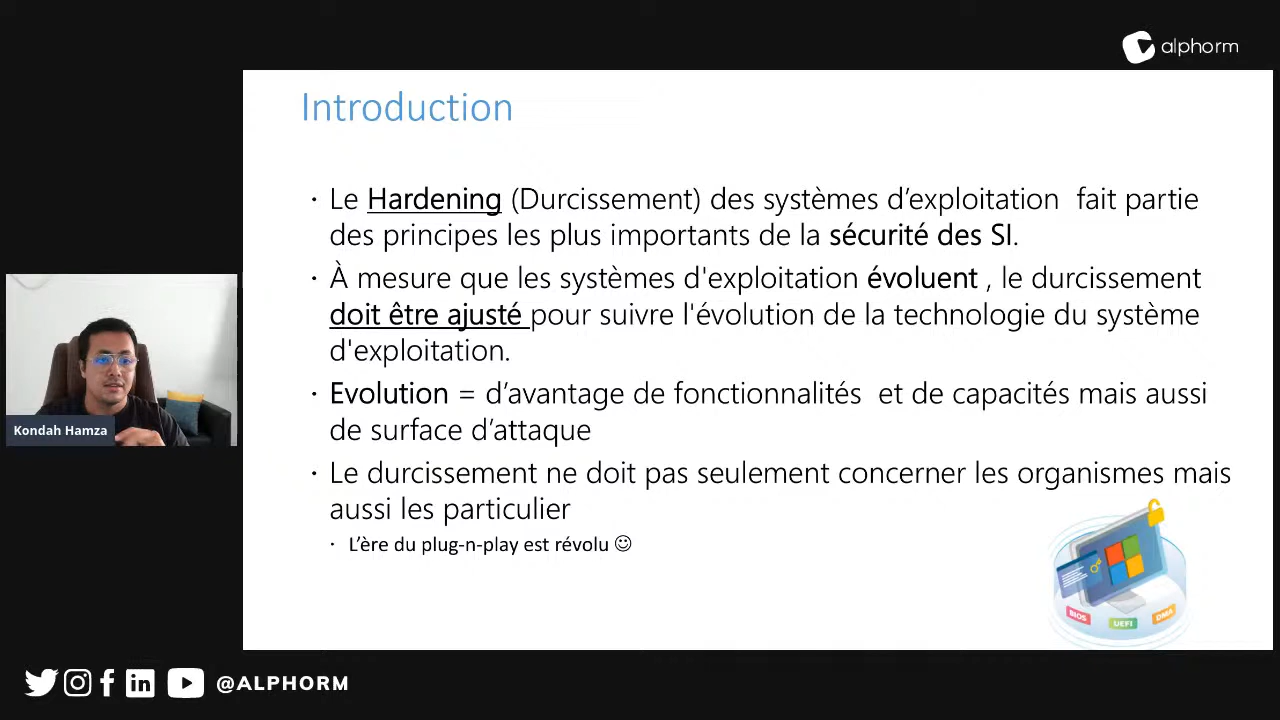 alphorm
Introduction
· Le Hardening (Durcissement) des systèmes d’exploitation fait partie
des principes les plus importants de la sécurité des SI.
· À mesure que les systèmes d'exploitation évoluent , le durcissement
doit être ajusté pour suivre l'évolution de la technologie du système
d'exploitation.
· Evolution = d’avantage de fonctionnalités et de capacités mais aussi
de surface d’attaque
· Le durcissement ne doit pas seulement concerner les organismes mais
aussi les particulier
· L’ère du plug-n-play est révolu ☺
Kondah Hamza
BIOS
UEFI
DMA
@ALPHORM